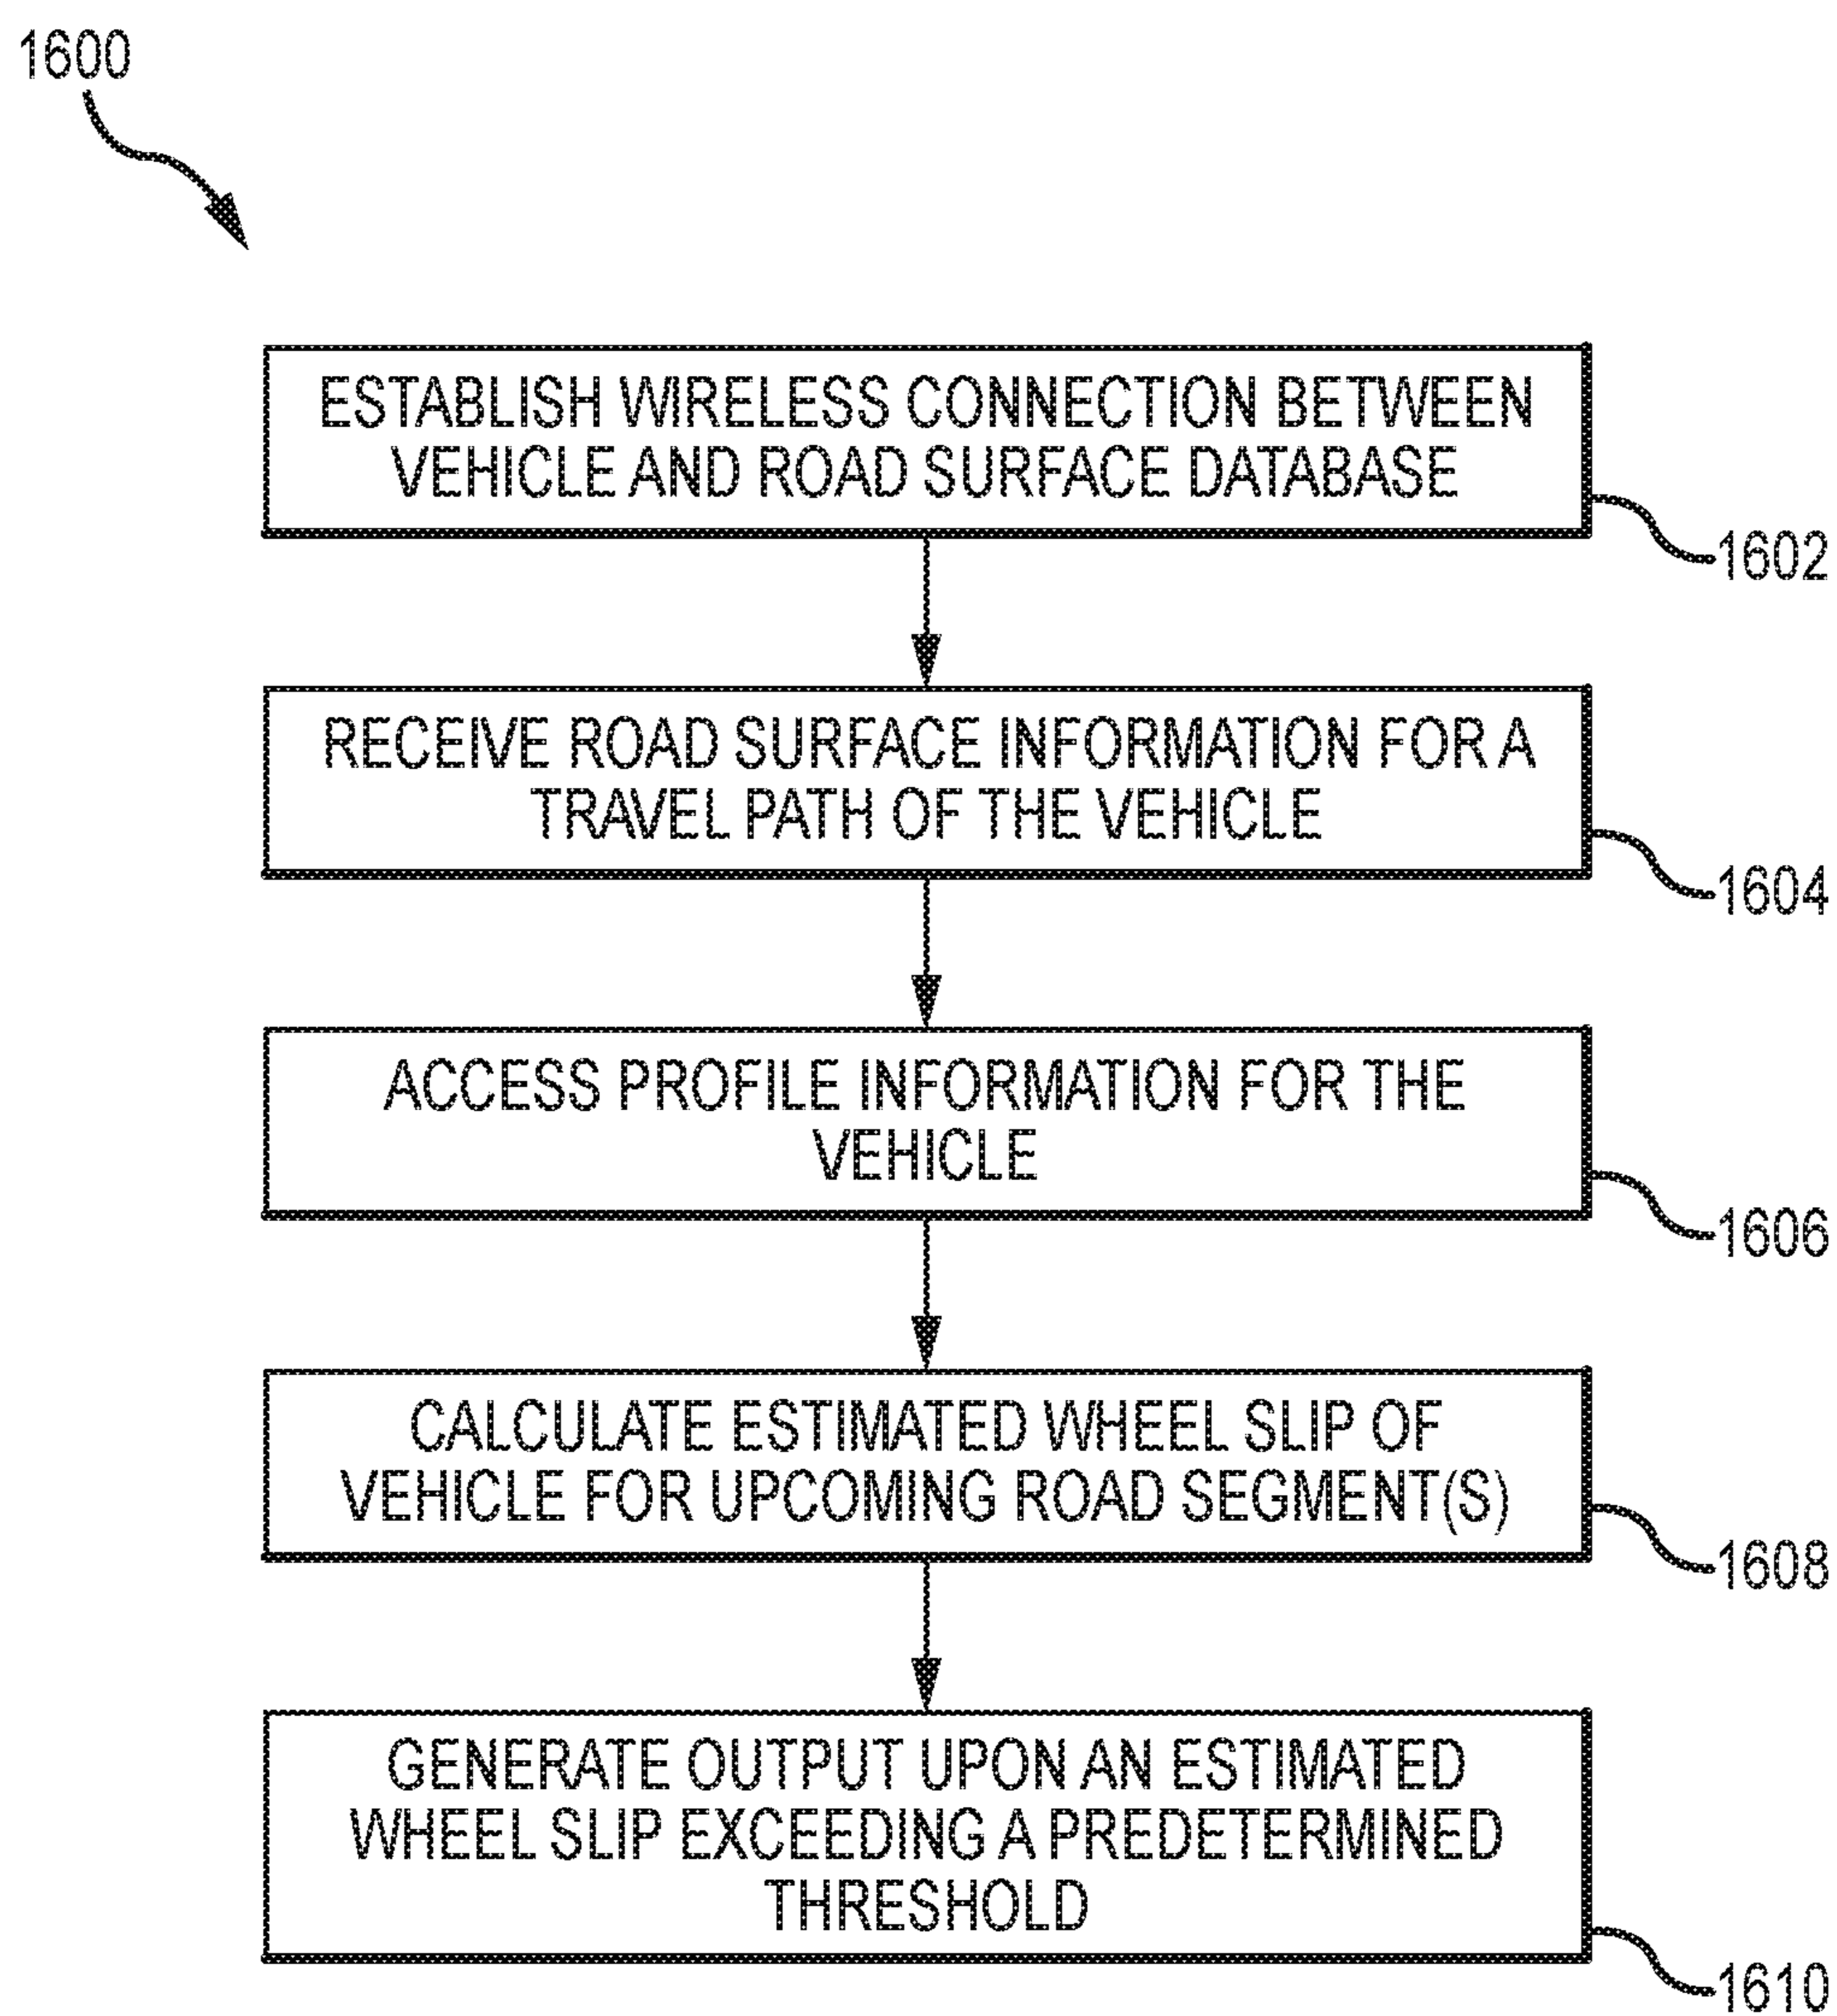 1600
ESTABLISH WIRELESS CONNECTION BETWEEN
VEHICLE AND ROAD SURFACE DATABASE
1602
RECEIVE ROAD SURFACE INFORMATION FOR A
TRAVEL PATH OF THE VEHICLE
1604
ACCESS PROFILE INFORMATION FOR THE
VEHICLE
1606
CALCULATE ESTIMATED WHEEL SLIP OF
VEHICLE FOR UPCOMING ROAD SEGMENT(S)
1608
GENERATE OUTPUT UPON AN ESTIMATED
WHEEL SLIP EXCEEDING A PREDETERMINED
THRESHOLD
1610